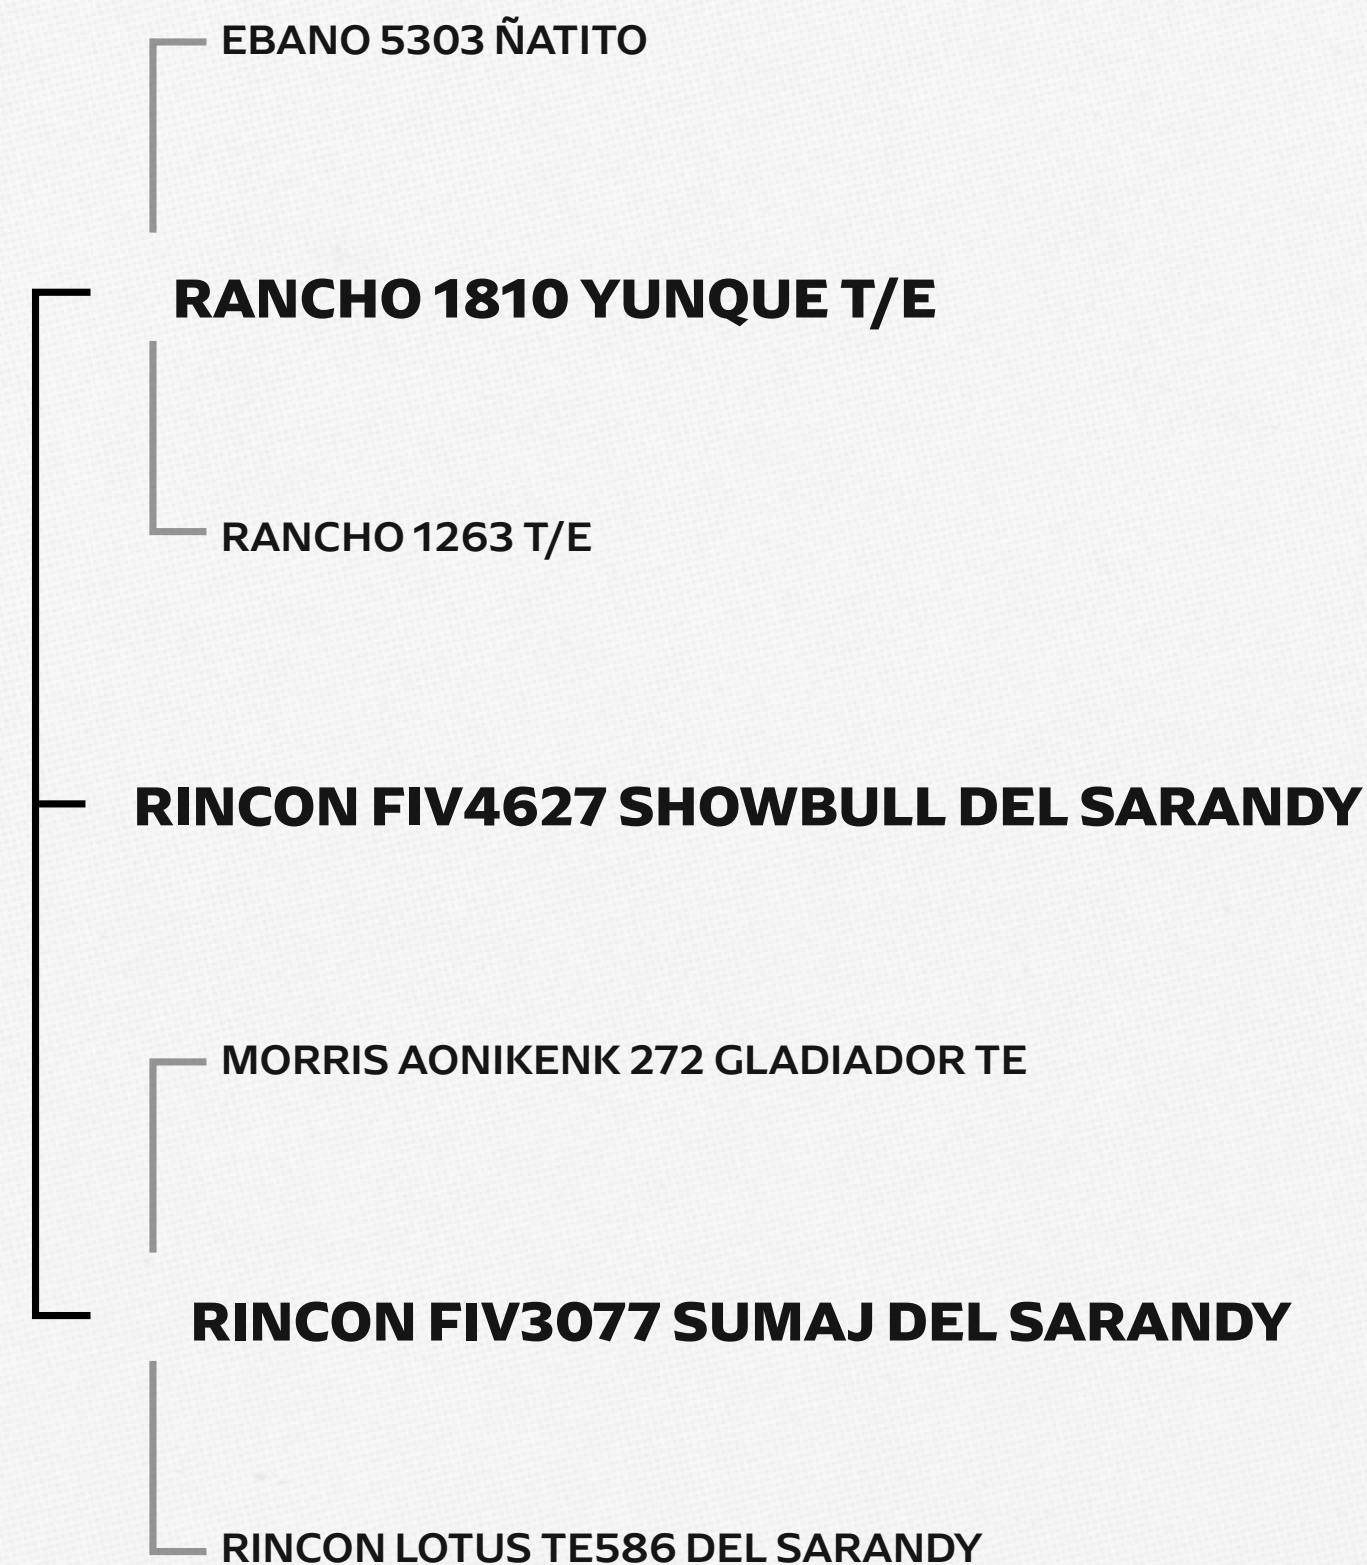 EBANO 5303 ÑATITO
RANCHO 1810 YUNQUE T/E
RANCHO 1263 T/E
RINCON FIV4627 SHOWBULL DEL SARANDY
MORRIS AONIKENK 272 GLADIADOR TE
RINCON FIV3077 SUMAJ DEL SARANDY
RINCON LOTUS TE586 DEL SARANDY